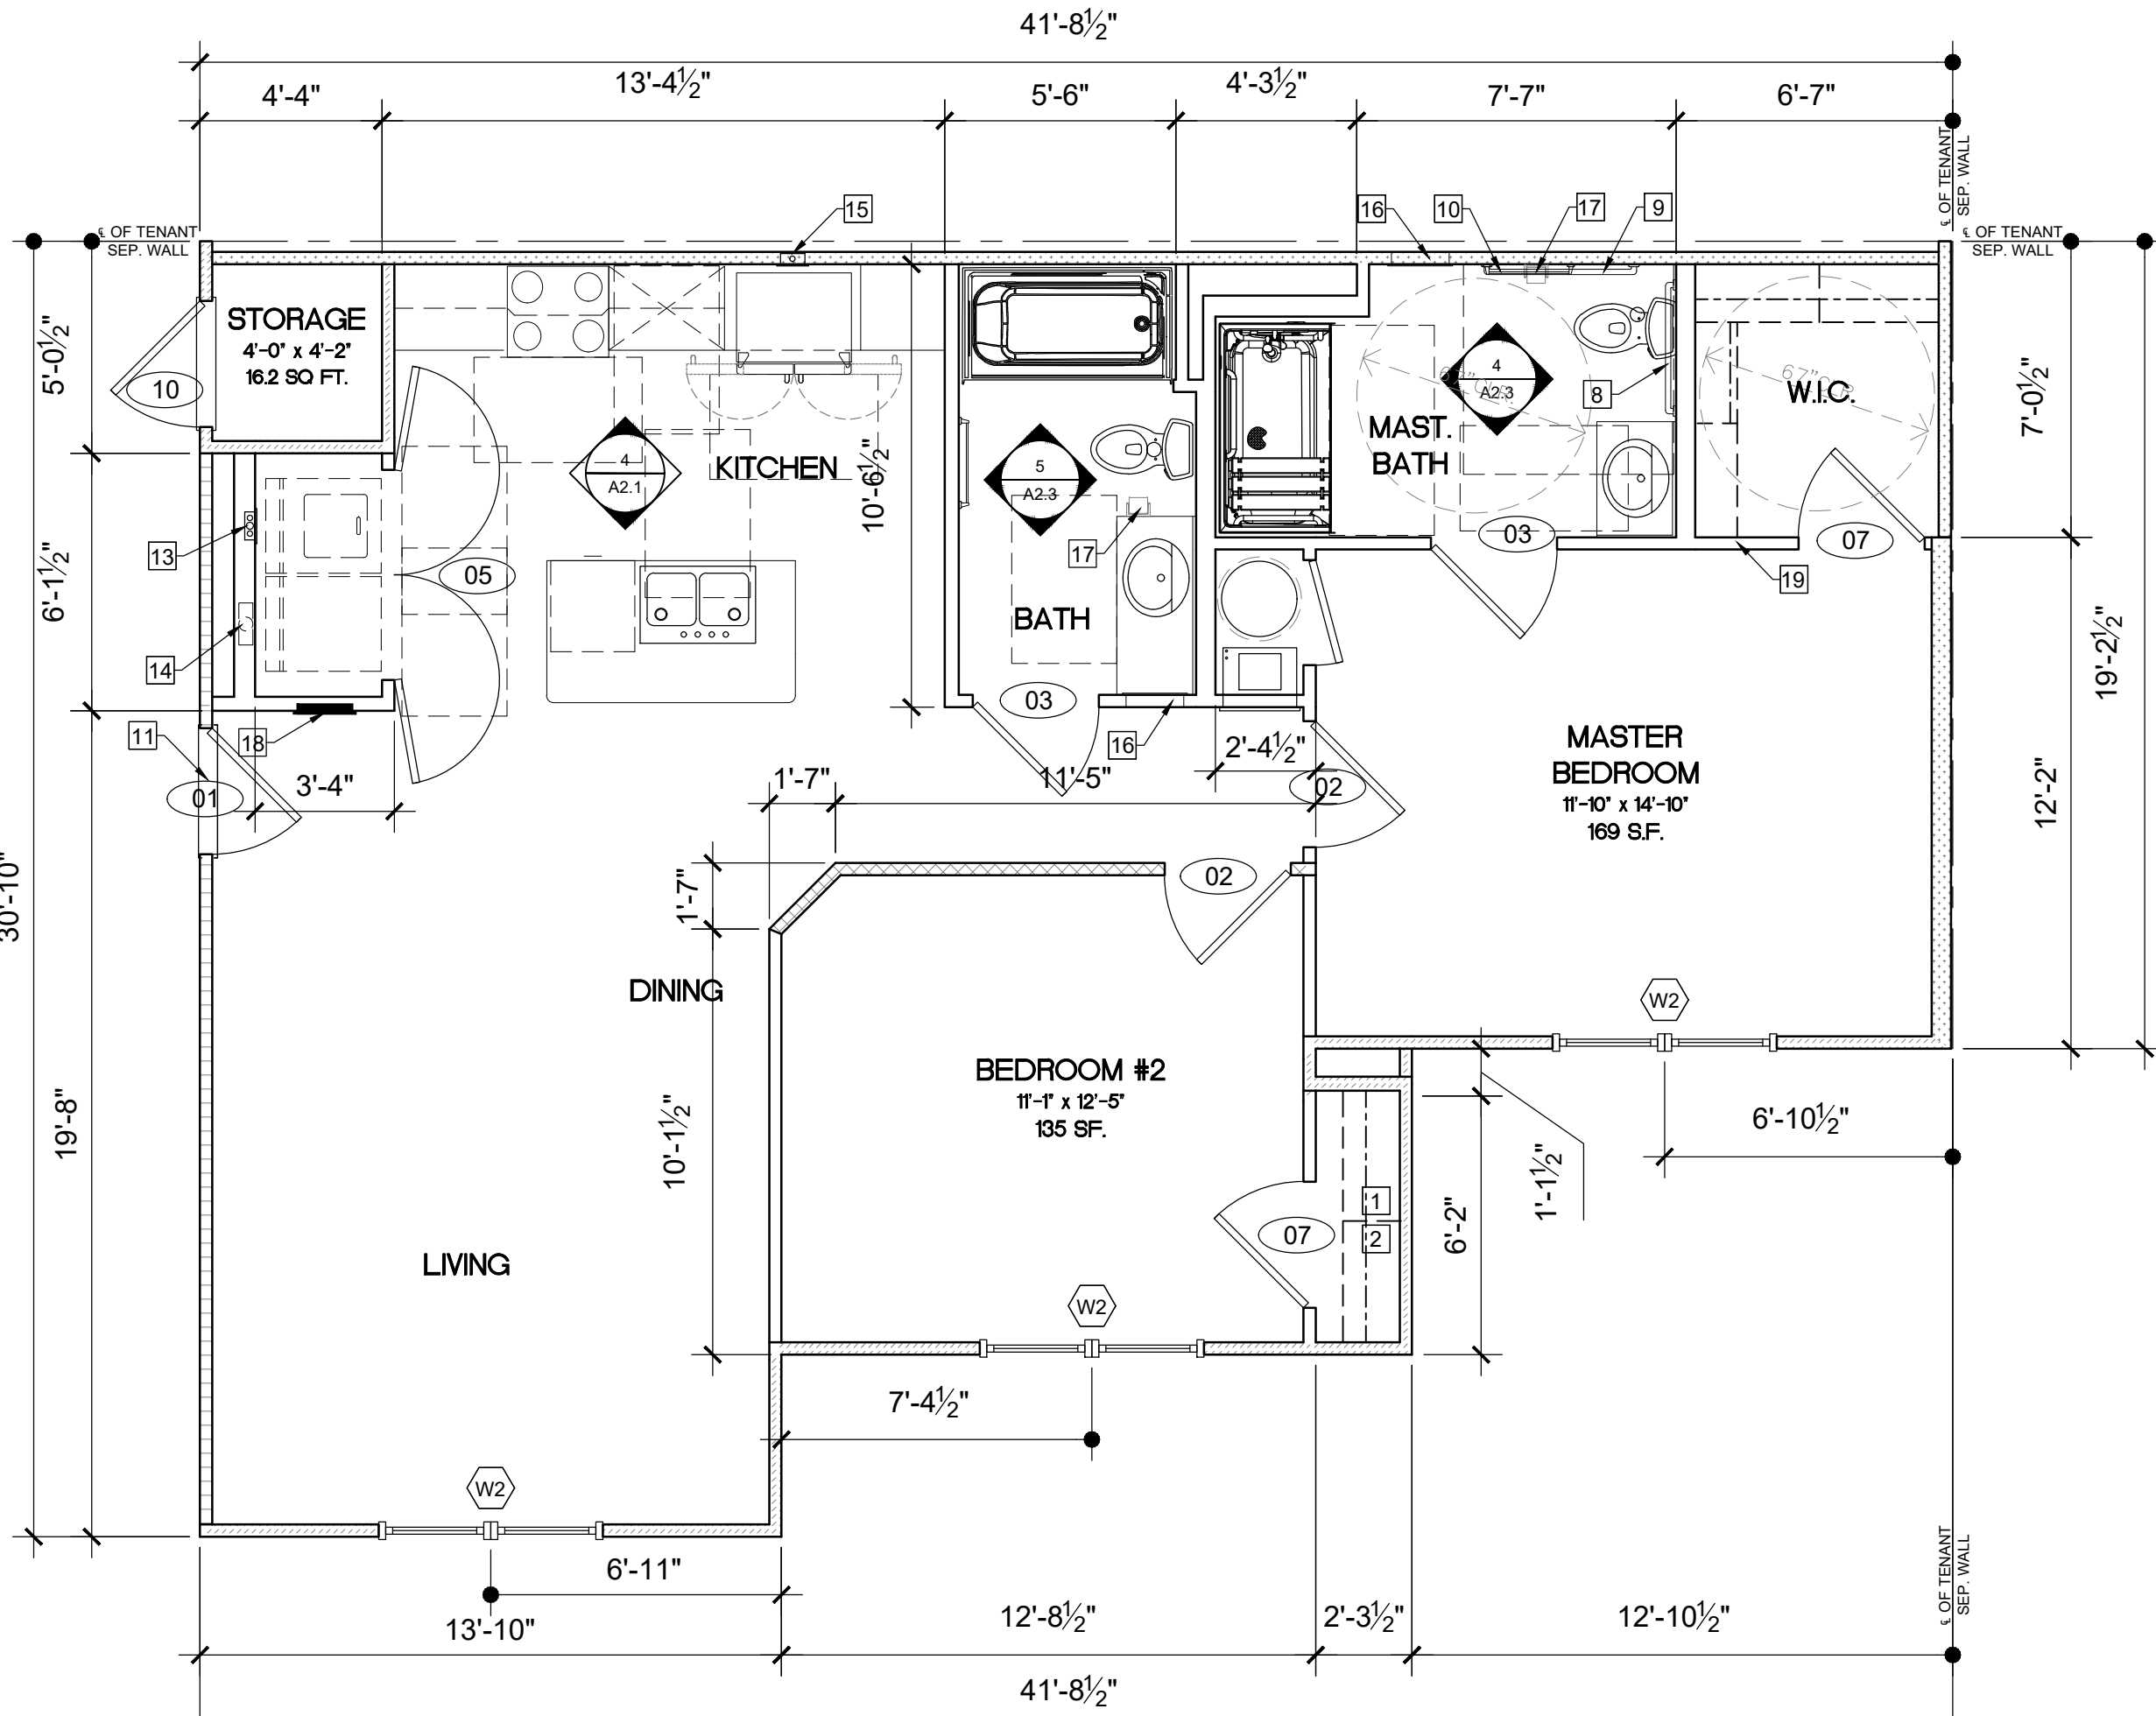 41'-8½"
4'-4"
13'-4½"
5'-6"
4'-3½"
7'-7"
6'-7"
℄ OF TENANT
SEP. WALL
15
16
10
17
9
℄ OF TENANT
SEP. WALL
℄ OF TENANT
SEP. WALL
STORAGE
4'-0" x 4'-2"
16.2 SQ FT.
10
5'-0½"
4
A2.1
KITCHEN
10'-6½"
5
A2.3
4
A2.3
8
MAST.
BATH
67"
W.I.C.
7'-0½"
13
05
17
03
07
19
6'-1½"
BATH
14
03
19'-2½"
11
18
16
2'-4½"
MASTER
BEDROOM
11'-10" x 14'-10"
169 S.F.
12'-2"
01
3'-4"
1'-7"
11'-5"
02
02
1'-7"
30'-10"
DINING
W2
BEDROOM #2
11'-1" x 12'-5"
135 SF.
19'-8"
10'-1½"
6'-10½"
1'-1½"
1
2
07
6'-2"
LIVING
W2
7'-4½"
W2
6'-11"
13'-10"
12'-8½"
2'-3½"
12'-10½"
℄ OF TENANT
SEP. WALL
41'-8½"